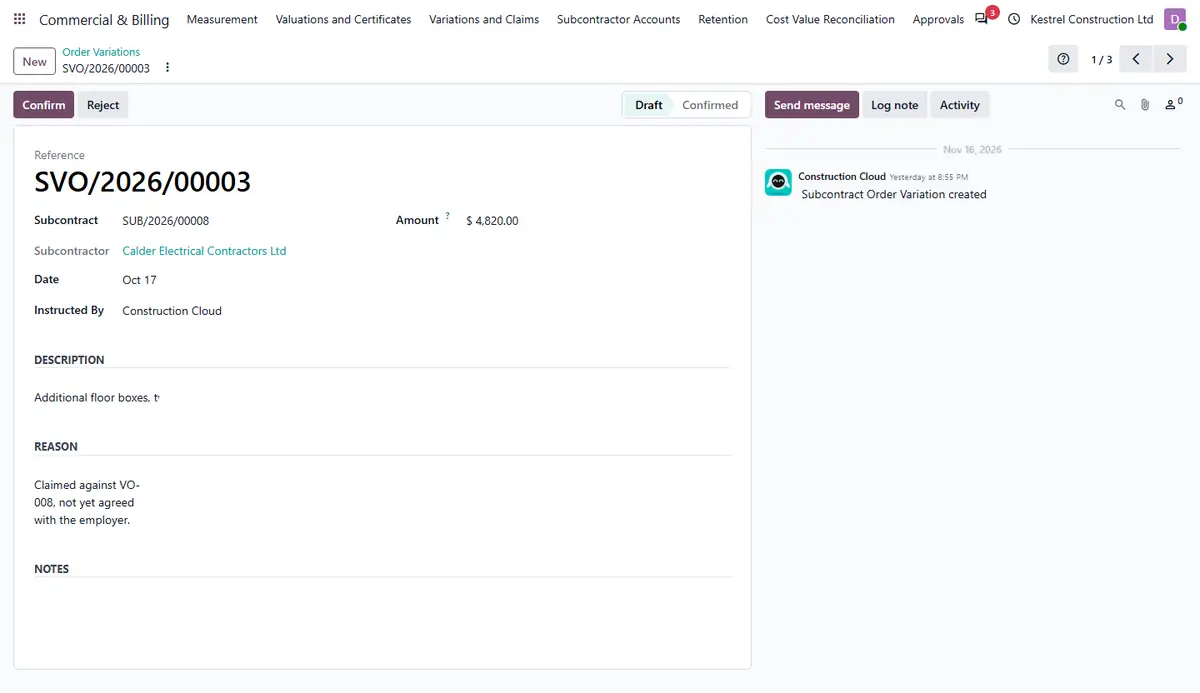 Commercial & Billing Measurement Valuations and Certificates Variations and Claims Subcontractor Accounts Retention Cost Value Reconciliation Approvals 3 Kestrel Construction Ltd D
New Order Variations
SVO/2026/00003
1 / 3
Confirm Reject Draft Confirmed Send message Log note Activity 0
Nov 16, 2026
Reference
SVO/2026/00003
Construction Cloud Yesterday at 8:55 PM
Subcontract Order Variation created
Subcontract SUB/2026/00008 Amount ? $ 4,820.00
Subcontractor Calder Electrical Contractors Ltd
Date Oct 17
Instructed By Construction Cloud
DESCRIPTION
Additional floor boxes,
REASON
Claimed against VO-
008, not yet agreed
with the employer.
NOTES